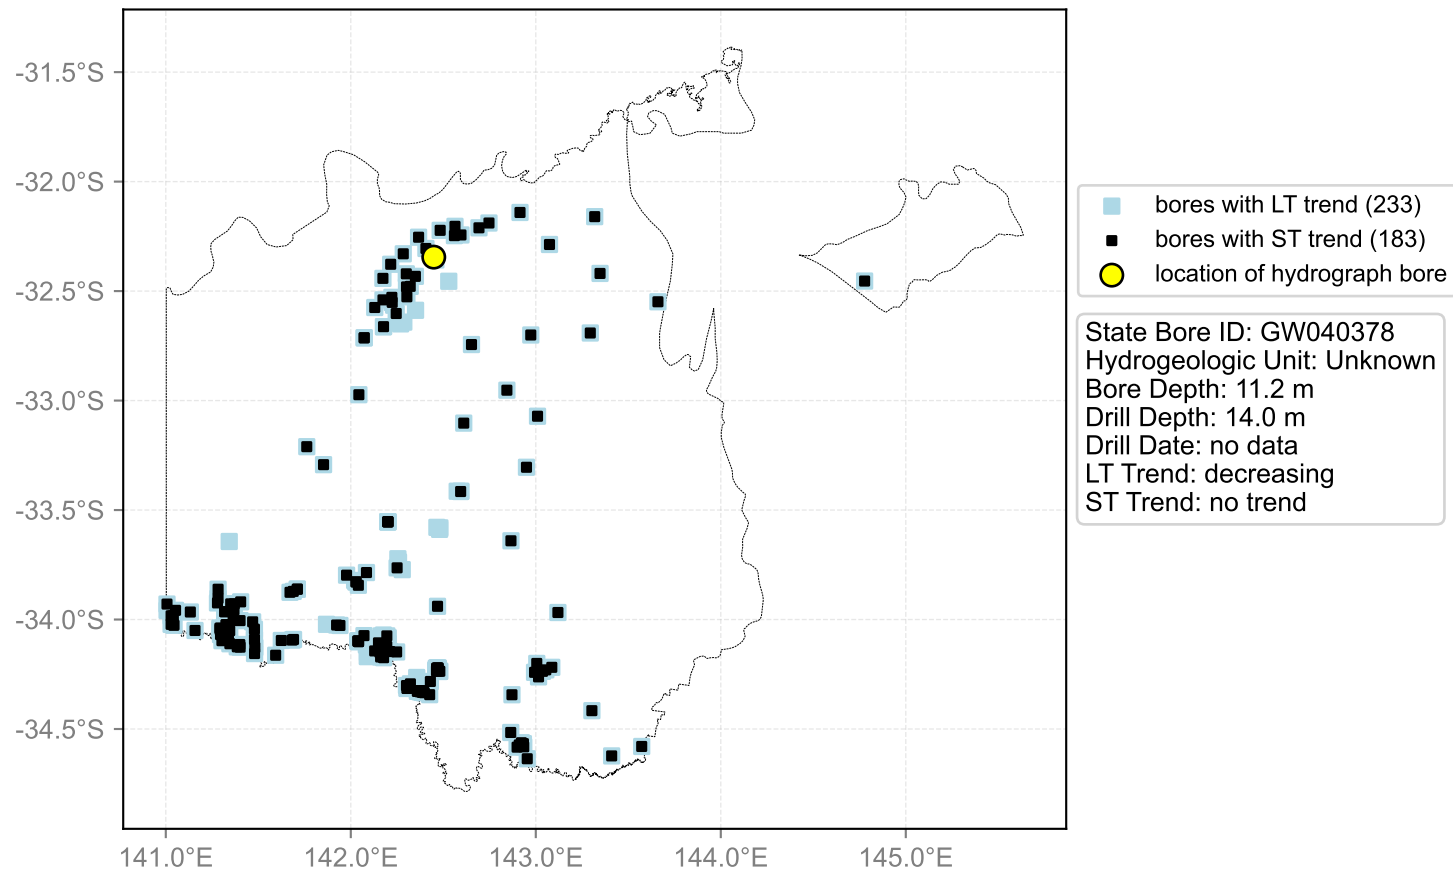 -31.5°S
-32.0°S
-32.5°S
-33.0°S
-33.5°S
-34.0°S
-34.5°S
141.0°E 142.0°E 143.0°E 144.0°E 145.0°E
bores with LT trend (233)
bores with ST trend (183)
location of hydrograph bore
State Bore ID: GW040378
Hydrogeologic Unit: Unknown
Bore Depth: 11.2 m
Drill Depth: 14.0 m
Drill Date: no data
LT Trend: decreasing
ST Trend: no trend